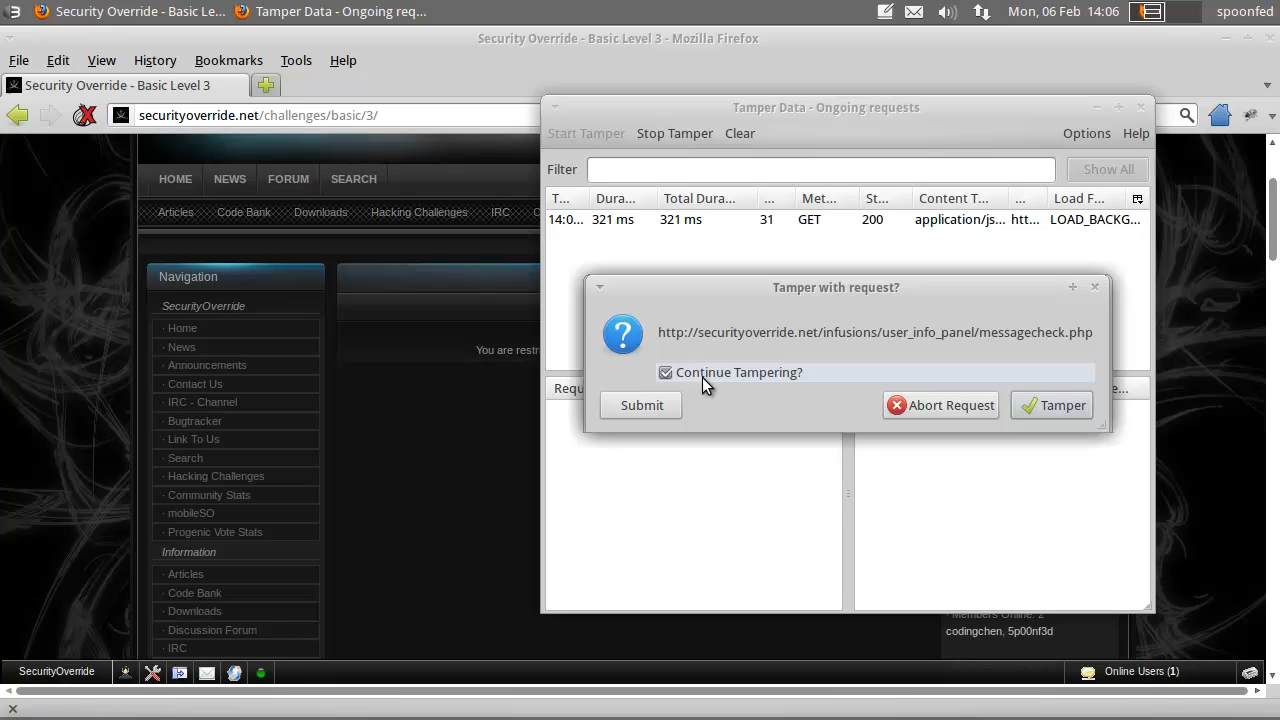 Security Override - Basic Le... Tamper Data - Ongoing req... Mon, 06 Feb 14:06 spoonfed
Security Override - Basic Level 3 - Mozilla Firefox
File Edit View History Bookmarks Tools Help
Security Override - Basic Level 3
securityoverride.net/challenges/basic/3/
Tamper Data - Ongoing requests
Start Tamper Stop Tamper Clear Options Help
Filter Show All
T... Dura... Total Dura... ... Met... St... Content T... ... Load F...
14:0... 321 ms 321 ms 31 GET 200 application/js... htt... LOAD_BACKG...
HOME NEWS FORUM SEARCH
Articles Code Bank Downloads Hacking Challenges IRC
Navigation
SecurityOverride
· Home
· News
· Announcements
· Contact Us
· IRC - Channel
· Bugtracker
· Link To Us
· Search
· Hacking Challenges
· Community Stats
· mobileSO
· Progenic Vote Stats
Information
· Articles
· Code Bank
· Downloads
· Discussion Forum
· IRC
You are restr
Tamper with request?
http://securityoverride.net/infusions/user_info_panel/messagecheck.php
Continue Tampering?
Submit Abort Request Tamper
Requ
e...
· Members Online: 2
codingchen, 5p00nf3d
SecurityOverride Online Users (1)